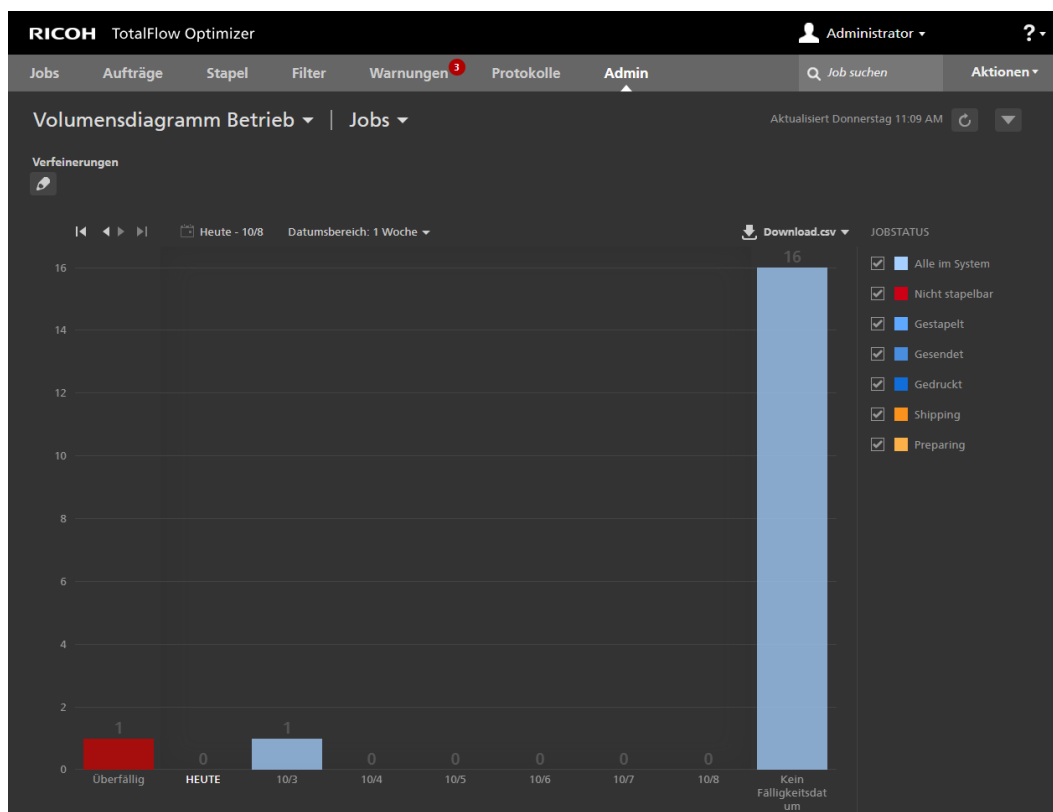 RICOH TotalFlow Optimizer Administrator ?
Jobs Aufträge Stapel Filter Warnungen 3 Protokolle Admin Job suchen Aktionen
Volumensdiagramm Betrieb | Jobs Aktualisiert Donnerstag 11:09 AM
Verfeinerungen
Heute - 10/8 Datumsbereich: 1 Woche Download.csv JOBSTATUS
16
16
14
12
10
8
6
4
2
0
1
0
1
0
0
0
0
0
Überfällig HEUTE 10/3 10/4 10/5 10/6 10/7 10/8 Kein
Fälligkeitsdat
um
Alle im System
Nicht stapelbar
Gestapelt
Gesendet
Gedruckt
Shipping
Preparing